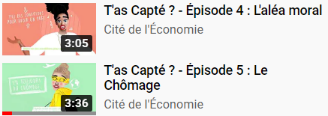 T'as Capté ? - Épisode 4 : L'aléa moral
Cité de l'Économie
3:05
T'as Capté ? - Épisode 5 : Le
Chômage
Cité de l'Économie
3:36